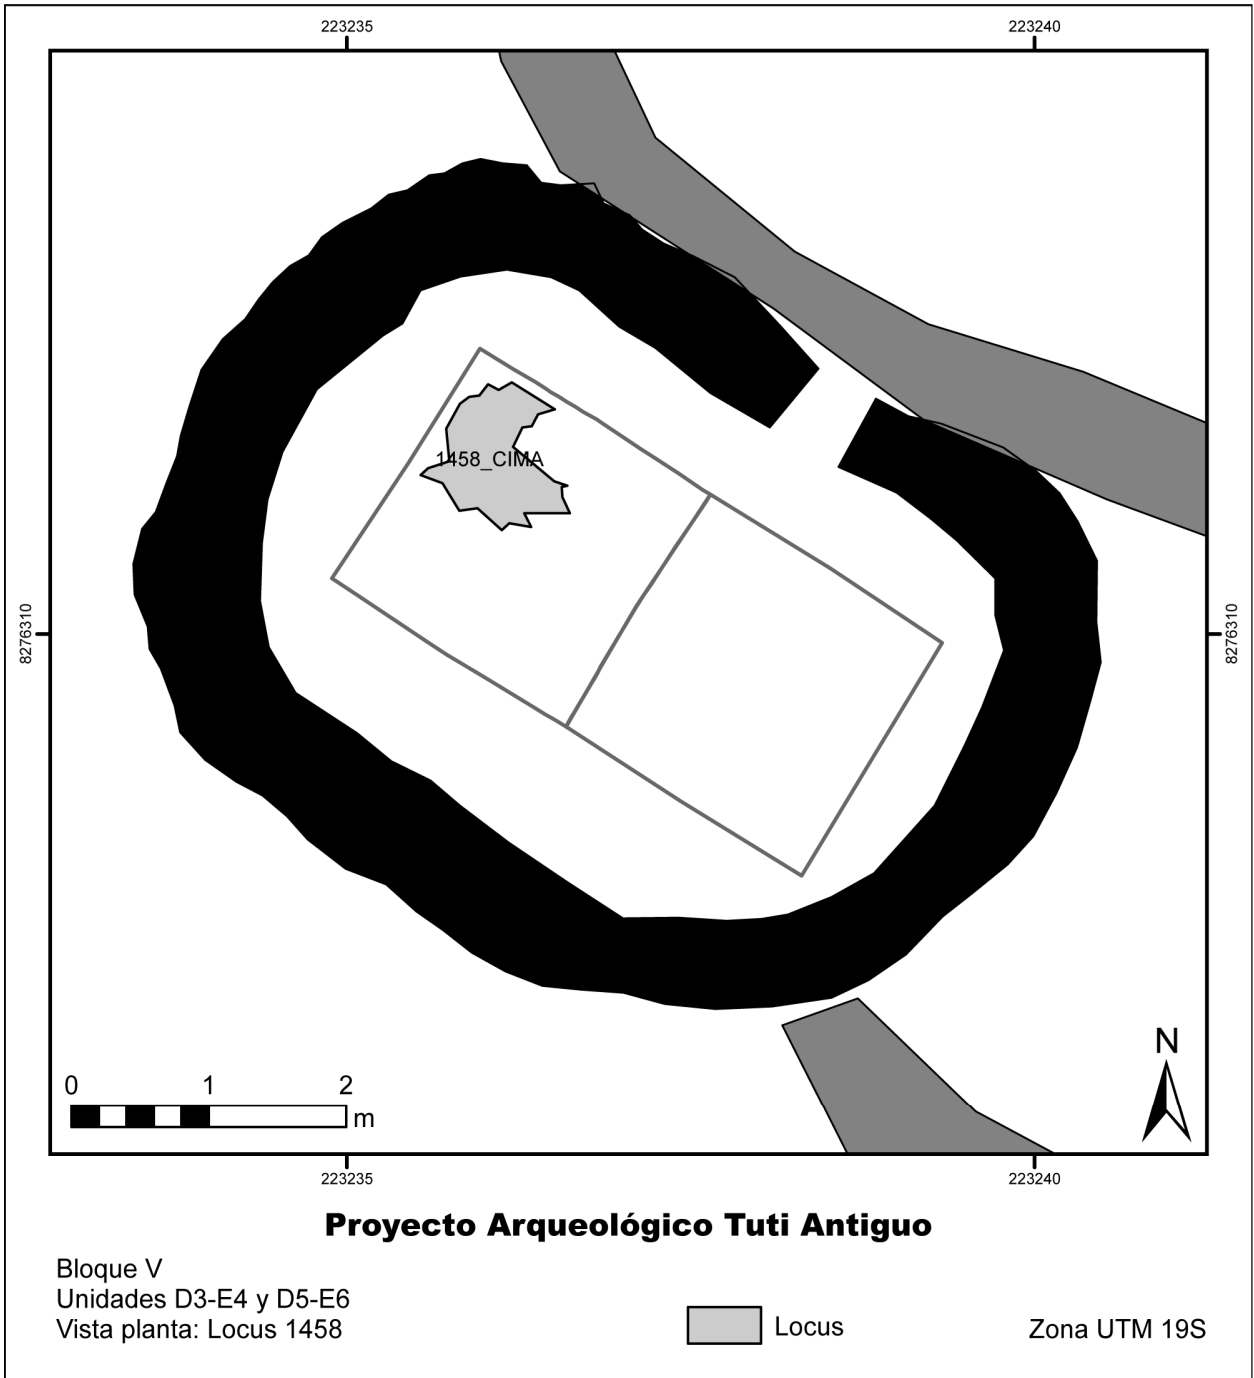 223235
223240
8276310
8276310
1458_CIMA
N
0 1 2
m
223235
223240
Proyecto Arqueológico Tuti Antiguo
Bloque V
Unidades D3-E4 y D5-E6
Vista planta: Locus 1458
Locus
Zona UTM 19S